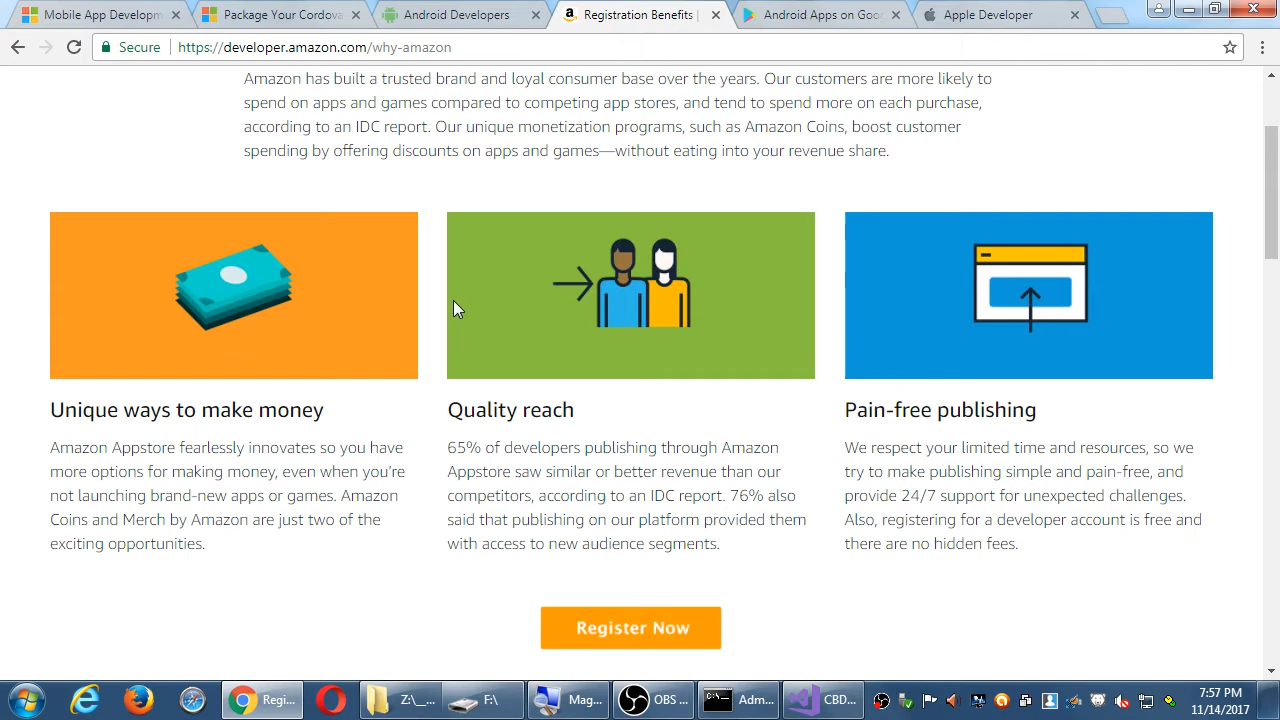 Mobile App Developm
Package Your Cordova
Android Developers
Registration Benefits |
Android Apps on Goo
Apple Developer
Secure
https://developer.amazon.com/why-amazon
Amazon has built a trusted brand and loyal consumer base over the years. Our customers are more likely to
spend on apps and games compared to competing app stores, and tend to spend more on each purchase,
according to an IDC report. Our unique monetization programs, such as Amazon Coins, boost customer
spending by offering discounts on apps and games—without eating into your revenue share.
Unique ways to make money
Amazon Appstore fearlessly innovates so you have
more options for making money, even when you're
not launching brand-new apps or games. Amazon
Coins and Merch by Amazon are just two of the
exciting opportunities.
Quality reach
65% of developers publishing through Amazon
Appstore saw similar or better revenue than our
competitors, according to an IDC report. 76% also
said that publishing on our platform provided them
with access to new audience segments.
Pain-free publishing
We respect your limited time and resources, so we
try to make publishing simple and pain-free, and
provide 24/7 support for unexpected challenges.
Also, registering for a developer account is free and
there are no hidden fees.
Register Now
Regi...
Z:\_...
F:\
Mag...
OBS ...
Adm...
CBD...
7:57 PM
11/14/2017